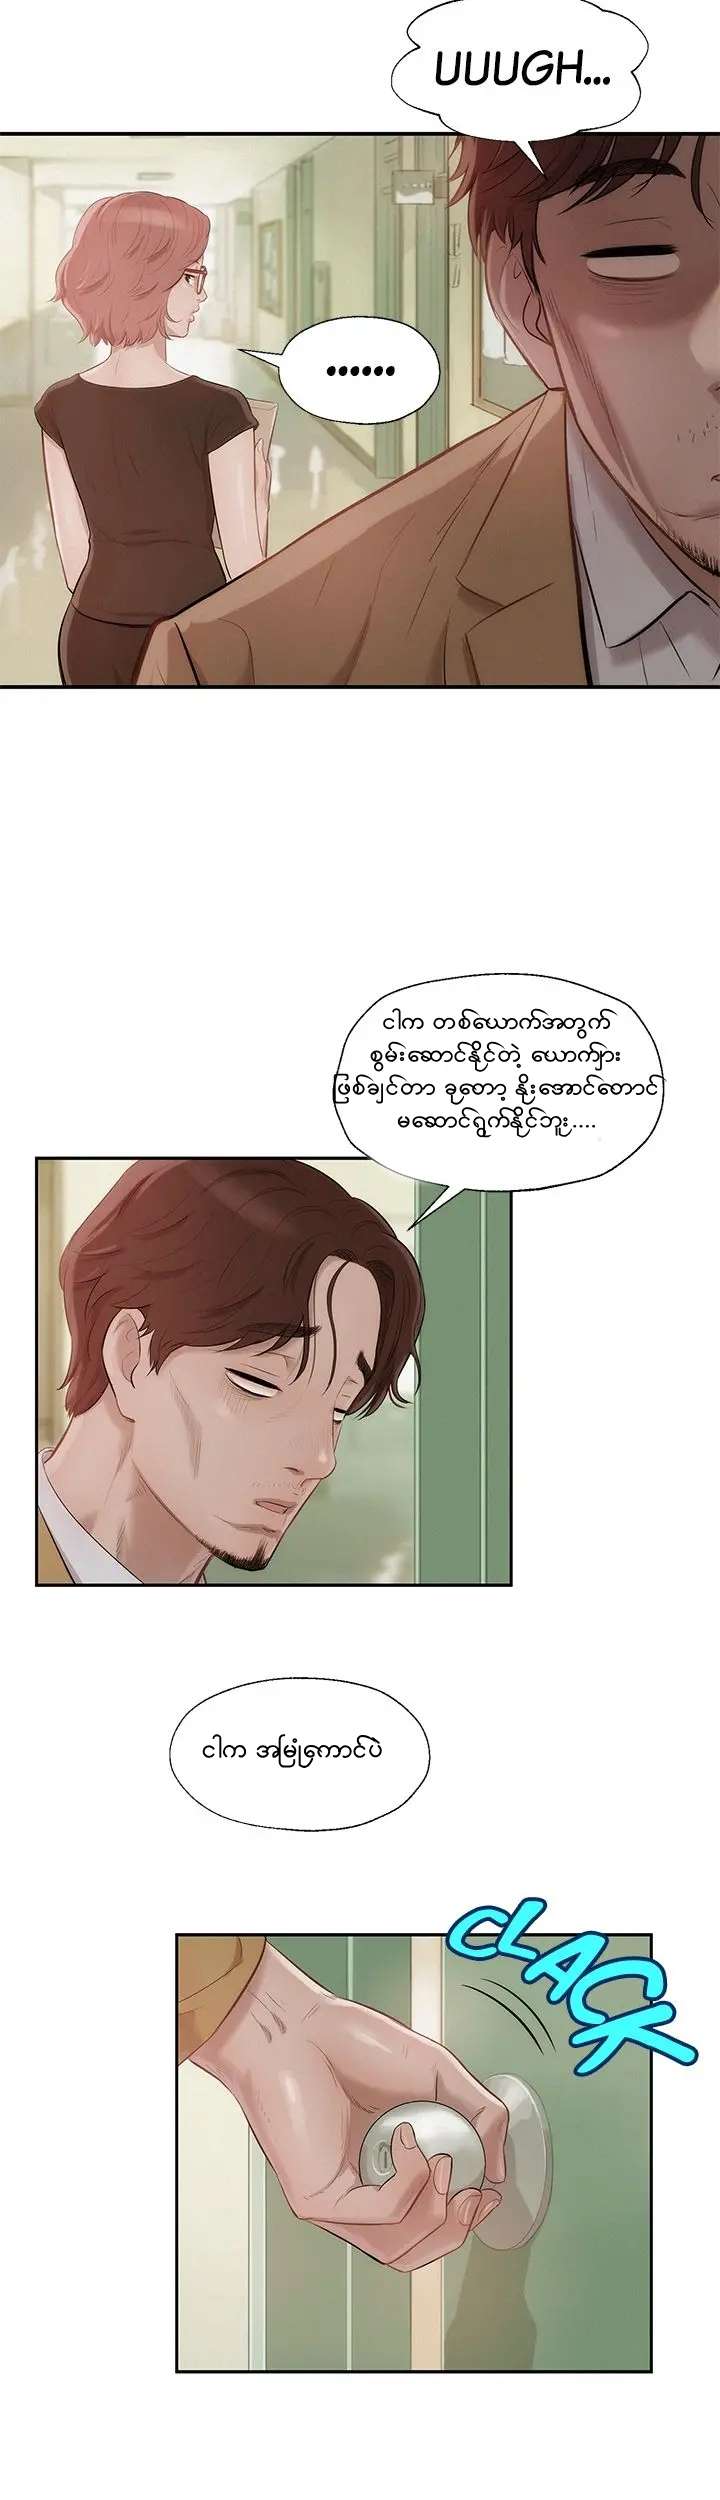 UUUGH...
••••••
ငါက တစ်ယောက်အတွက်
စွမ်းဆောင်နိုင်တဲ့ ယောက်ျား
ဖြစ်ချင်တာ ခုတော့ နိုးအောင်တောင်
မဆောင်ရွက်နိုင်ဘူး....
ငါက အမြုံကောင်ပဲ
CLACK